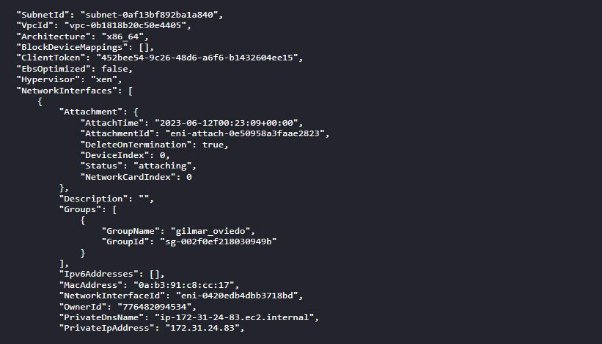 "SubnetId": "subnet-0af13bf892ba1a840",
"VpcId": "vpc-0b1818b20c50e4405",
"Architecture": "x86_64",
"BlockDeviceMappings": [],
"ClientToken": "452bee54-9c26-48d6-a6f6-b1432604ee15",
"EbsOptimized": false,
"Hypervisor": "xen",
"NetworkInterfaces": [
{
"Attachment": {
"AttachTime": "2023-06-12T00:23:09+00:00",
"AttachmentId": "eni-attach-0e50958a3faae2823",
"DeleteOnTermination": true,
"DeviceIndex": 0,
"Status": "attaching",
"NetworkCardIndex": 0
},
"Description": "",
"Groups": [
{
"GroupName": "gilmar_oviedo",
"GroupId": "sg-002f0ef218030949b"
}
],
"Ipv6Addresses": [],
"MacAddress": "0a:b3:91:c8:cc:17",
"NetworkInterfaceId": "eni-0420edb4dbb3718bd",
"OwnerId": "776482094534",
"PrivateDnsName": "ip-172-31-24-83.ec2.internal",
"PrivateIpAddress": "172.31.24.83",